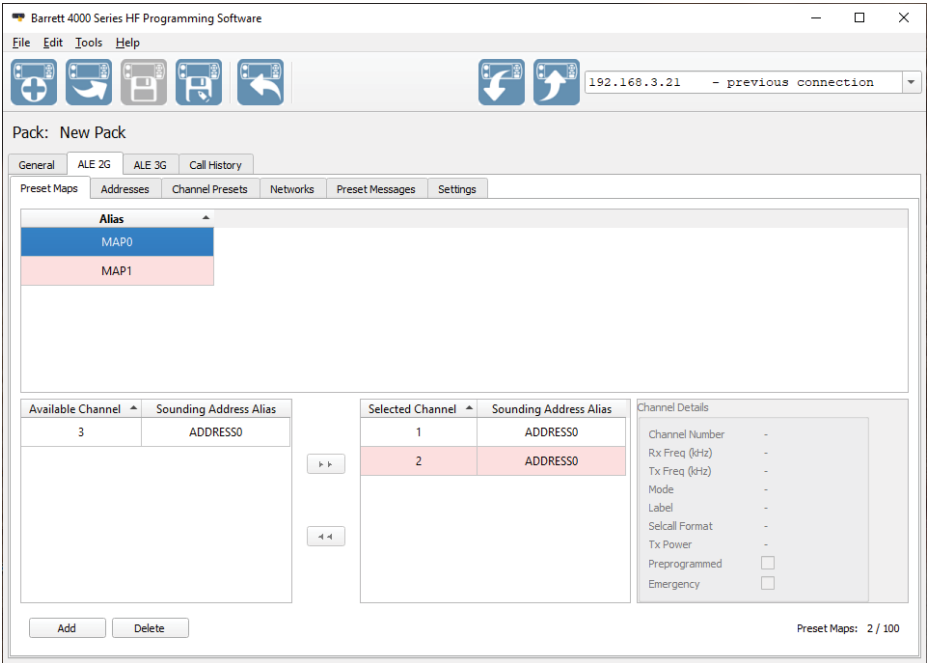 Barrett 4000 Series HF Programming Software
File Edit Tools Help
192.168.3.21 - previous connection
Pack: New Pack
General ALE 2G ALE 3G Call History
Preset Maps Addresses Channel Presets Networks Preset Messages Settings
Alias
MAP0
MAP1
Available Channel Sounding Address Alias
3 ADDRESS0
Selected Channel Sounding Address Alias
1 ADDRESS0
2 ADDRESS0
Channel Details
Channel Number -
Rx Freq (kHz) -
Tx Freq (kHz) -
Mode -
Label -
Selcall Format -
Tx Power -
Preprogrammed
Emergency
Add Delete
Preset Maps: 2 / 100